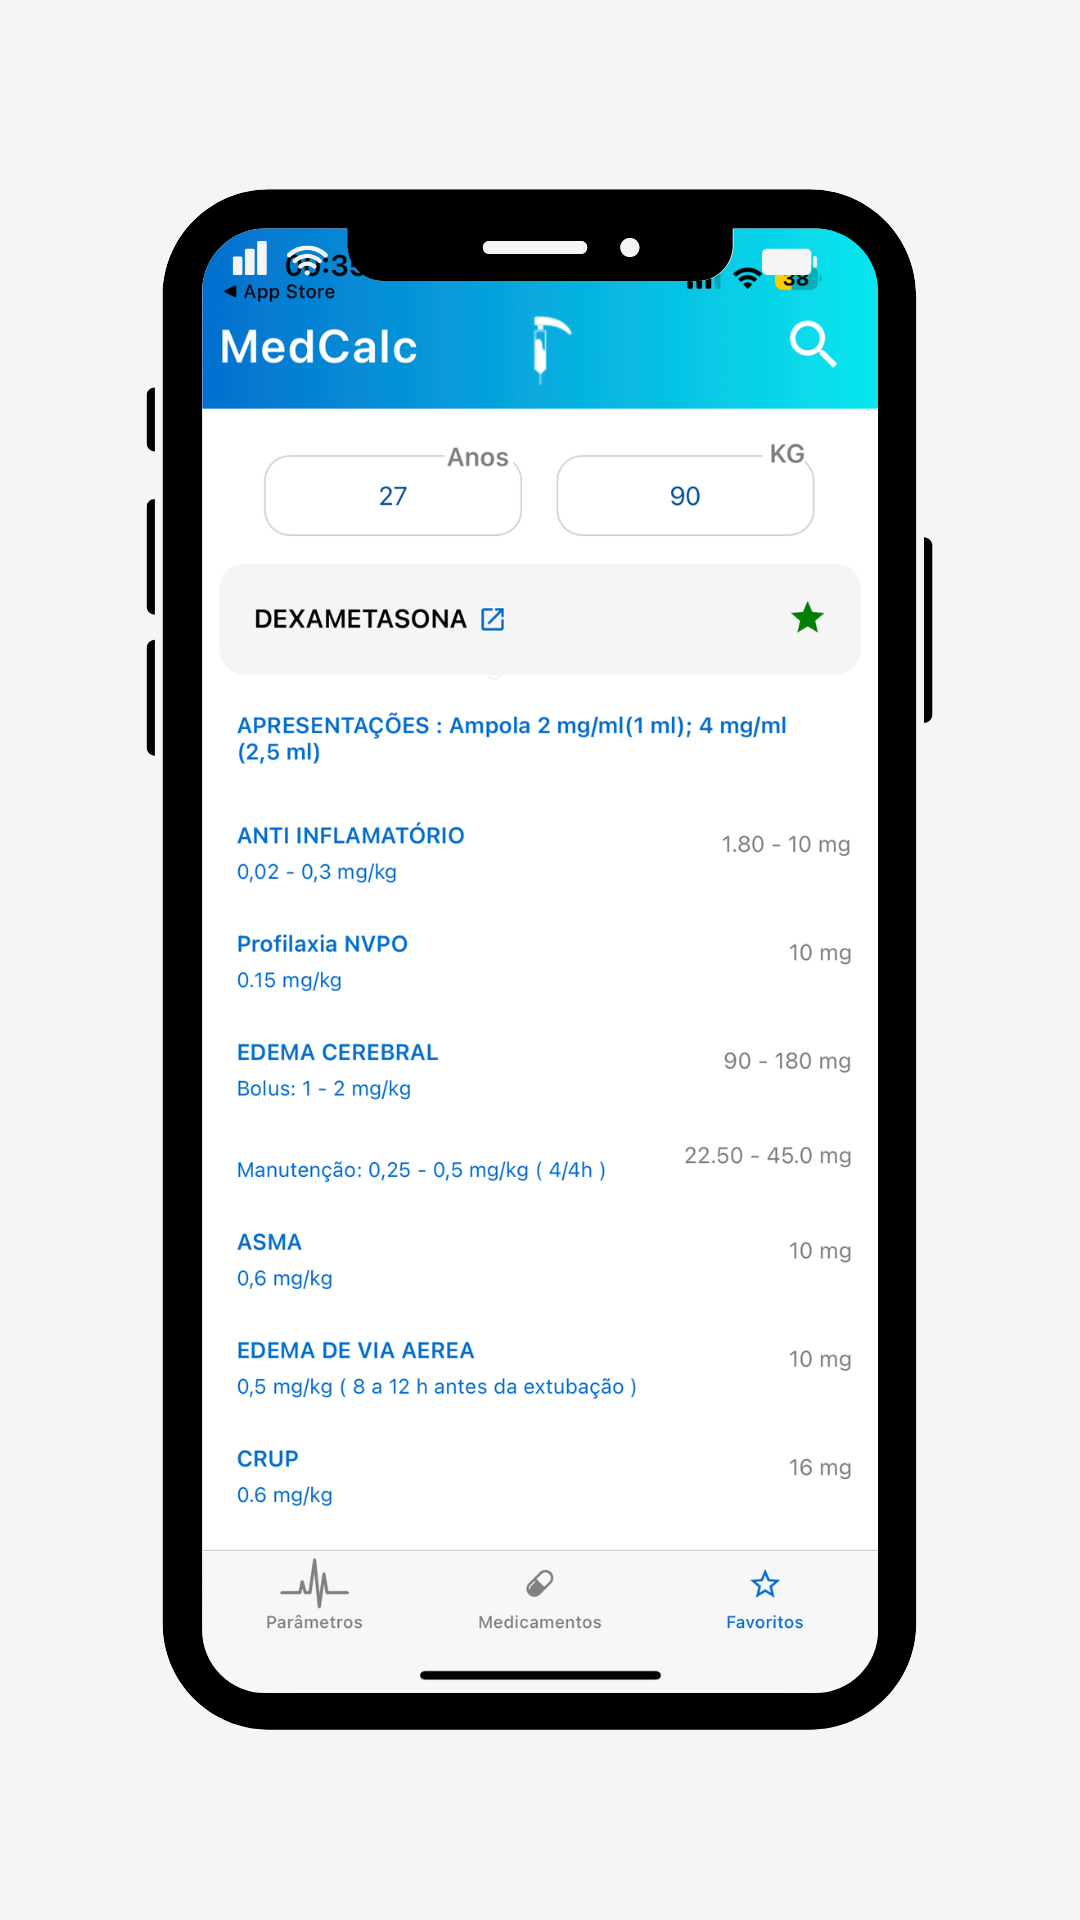 App Store
38
MedCalc
Anos
KG
27
90
DEXAMETASONA
APRESENTAÇÕES : Ampola 2 mg/ml(1 ml); 4 mg/ml
(2,5 ml)
ANTI INFLAMATÓRIO
1.80 - 10 mg
0,02 - 0,3 mg/kg
Profilaxia NVPO
10 mg
0.15 mg/kg
EDEMA CEREBRAL
90 - 180 mg
Bolus: 1 - 2 mg/kg
22.50 - 45.0 mg
Manutenção: 0,25 - 0,5 mg/kg ( 4/4h )
ASMA
10 mg
0,6 mg/kg
EDEMA DE VIA AEREA
10 mg
0,5 mg/kg ( 8 a 12 h antes da extubação )
CRUP
16 mg
0.6 mg/kg
Parâmetros
Medicamentos
Favoritos